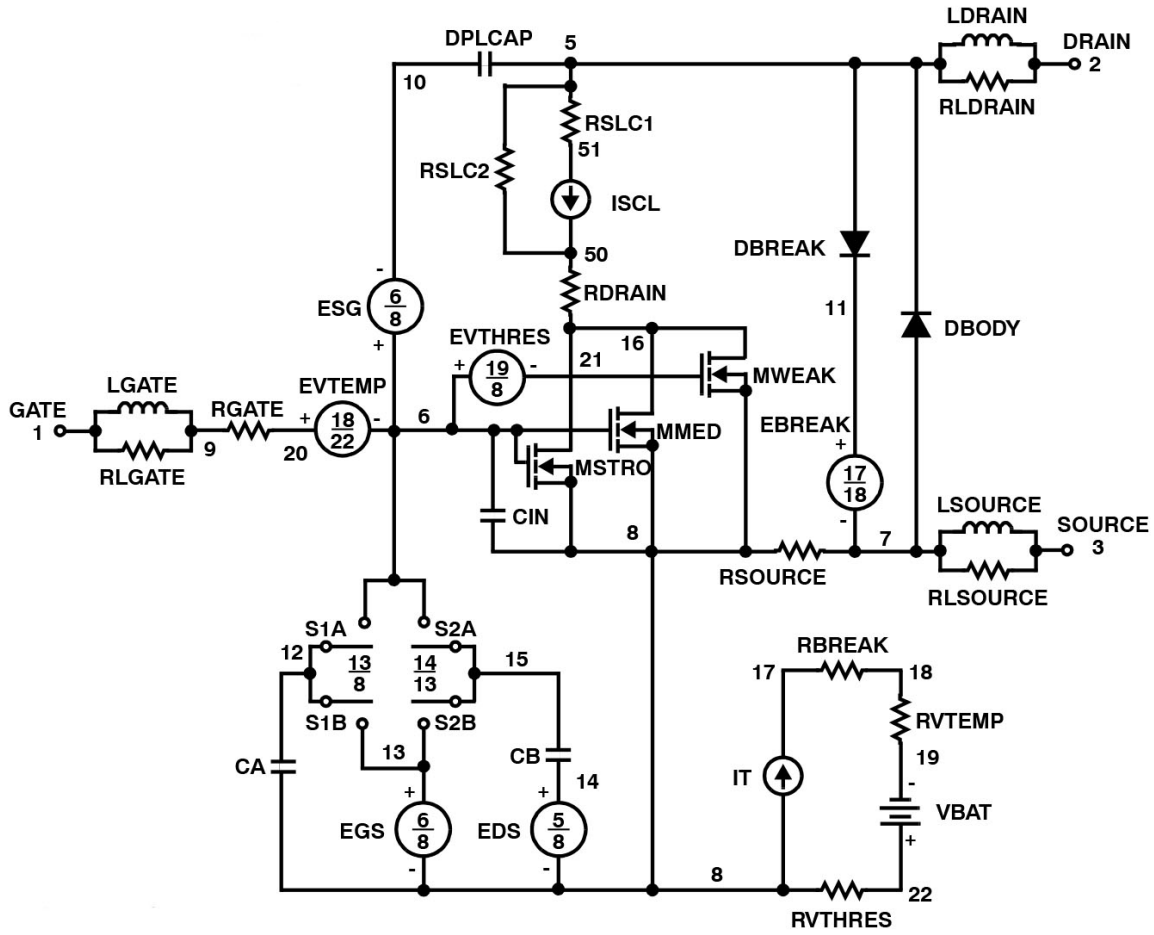 LDRAIN
DPLCAP
5
DRAIN
2
10
RLDRAIN
RSLC1
51
RSLC2
ISCL
50
DBREAK
RDRAIN
-
ESG
6
8
11
DBODY
EVTHRES
16
+
+
19
8
-
21
MWEAK
LGATE
EVTEMP
GATE
1
RGATE
+
18
22
-
6
EBREAK
+
MMED
9
20
MSTRO
RLGATE
17
18
LSOURCE
CIN
-
SOURCE
3
8
7
RSOURCE
RLSOURCE
S1A
S2A
12
13
8
14
13
15
RBREAK
17
18
S1B
S2B
RVTEMP
13
CB
19
CA
14
IT
-
VBAT
+
+
EGS
6
8
EDS
5
8
+
-
-
8
22
RVTHRES